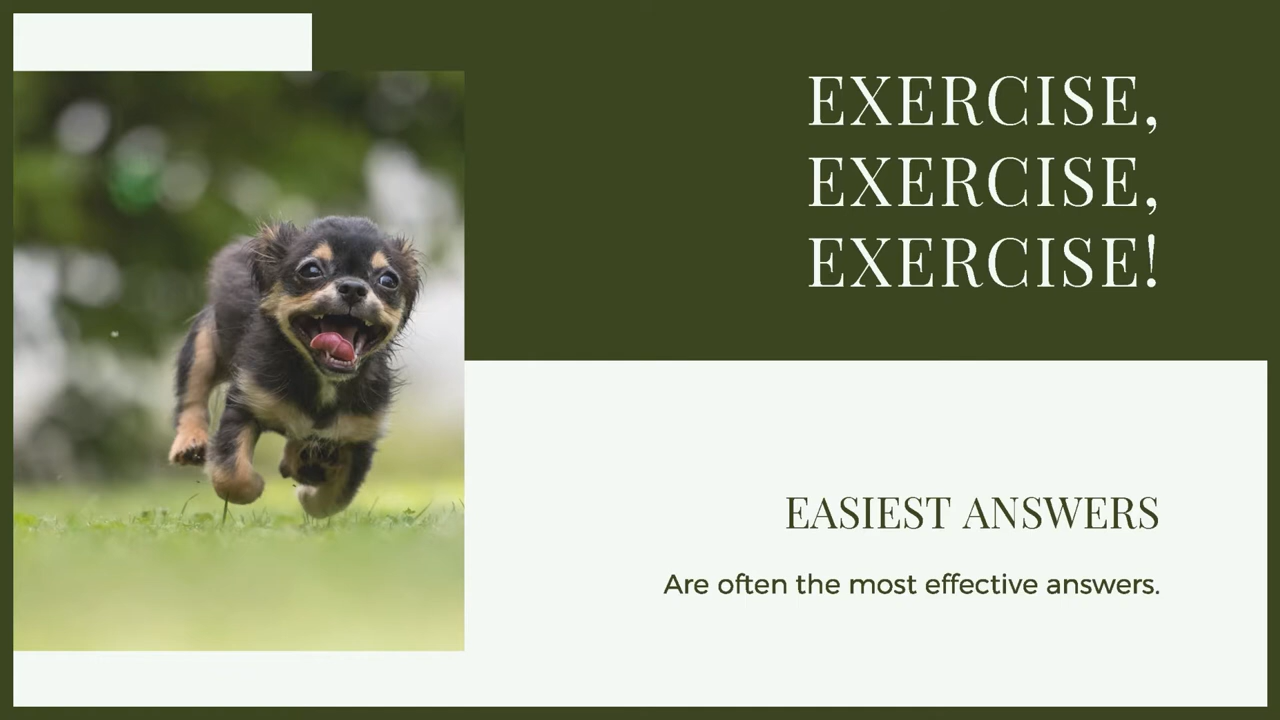 EXERCISE,
EXERCISE,
EXERCISE!
EASIEST ANSWERS
Are often the most effective answers.